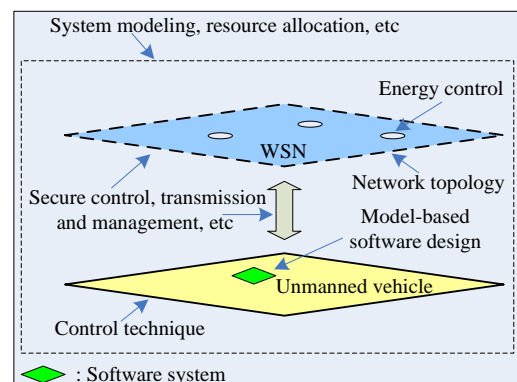 System modeling, resource allocation, etc
Energy control
WSN
Network topology
Secure control, transmission
and management, etc
Model-based
software design
Unmanned vehicle
Control technique
: Software system